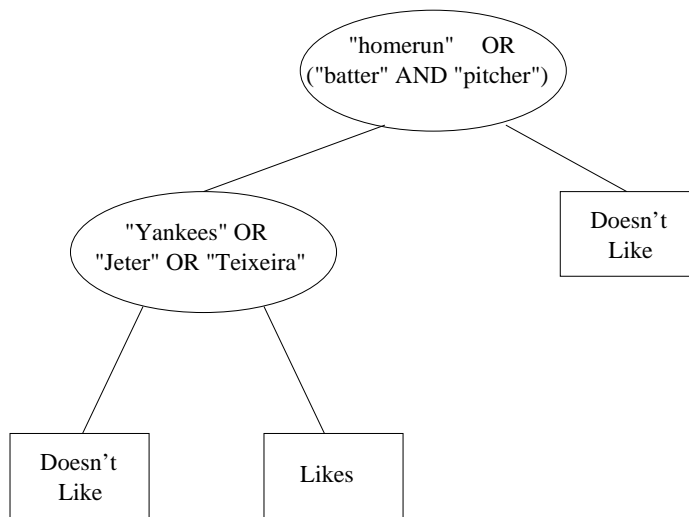 "homerun" OR
("batter" AND "pitcher")
"Yankees" OR
"Jeter" OR "Teixeira"
Doesn't
Like
Doesn't
Like
Likes